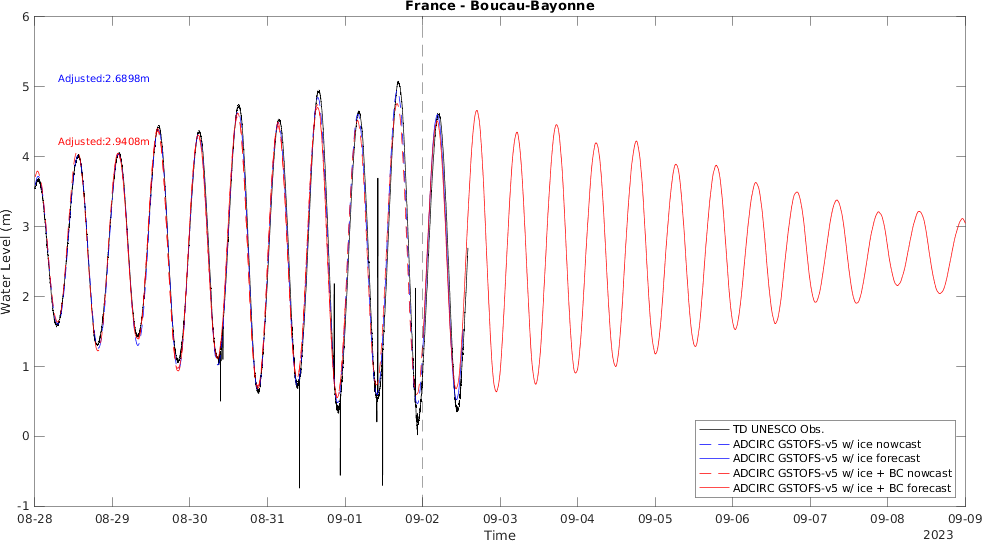 France - Boucau-Bayonne
Water Level (m)
6
5
4
3
2
1
0
-1
Adjusted:2.6898m
Adjusted:2.9408m
TD UNESCO Obs.
ADCIRC GSTOFS-v5 w/ ice nowcast
ADCIRC GSTOFS-v5 w/ ice forecast
ADCIRC GSTOFS-v5 w/ ice + BC nowcast
ADCIRC GSTOFS-v5 w/ ice + BC forecast
08-28 08-29 08-30 08-31 09-01 09-02 09-03 09-04 09-05 09-06 09-07 09-08 09-09
Time
2023